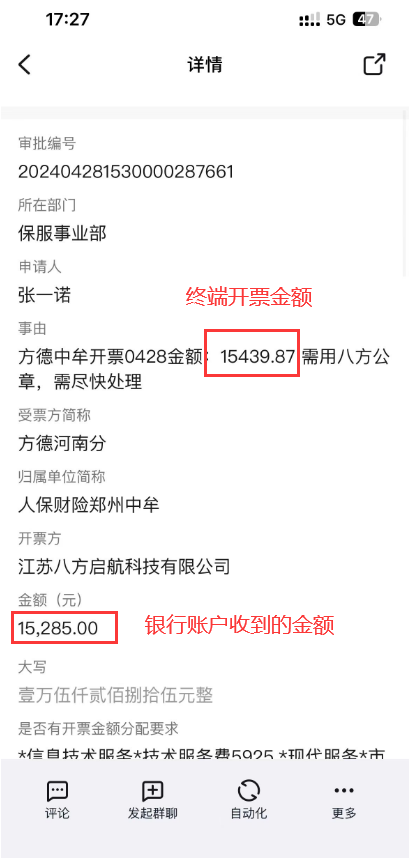 17:27
5G
47
详情
审批编号
202404281530000287661
所在部门
保服事业部
申请人
张一诺
终端开票金额
事由
方德中牟开票0428金额：15439.87 需用八方公
章，需尽快处理
受票方简称
方德河南分
归属单位简称
人保财险郑州中牟
开票方
江苏八方启航科技有限公司
金额（元）
15,285.00
银行账户收到的金额
大写
壹万伍仟贰佰捌拾伍元整
是否有开票金额分配要求
*信息技术服务*技术服务费5925.*现代服务*市
评论
发起群聊
自动化
更多